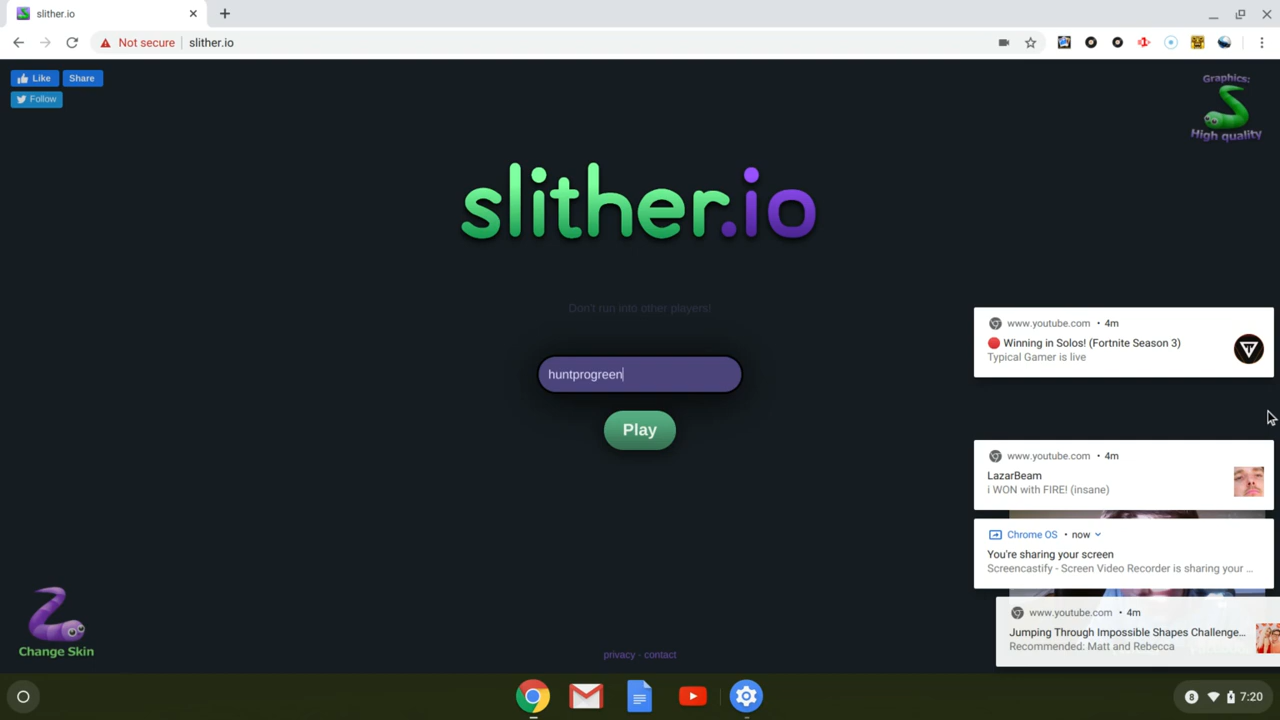 slither.io
Not secure
slither.io
Like
Share
Follow
Graphics:
High quality
slither.io
Don't run into other players!
huntprogreen
Play
www.youtube.com • 4m
Winning in Solos! (Fortnite Season 3)
Typical Gamer is live
www.youtube.com • 4m
LazarBeam
i WON with FIRE! (insane)
Chrome OS • now
You're sharing your screen
Screencastify - Screen Video Recorder is sharing your ...
www.youtube.com • 4m
Jumping Through Impossible Shapes Challenge...
Recommended: Matt and Rebecca
Change Skin
privacy - contact
8
7:20